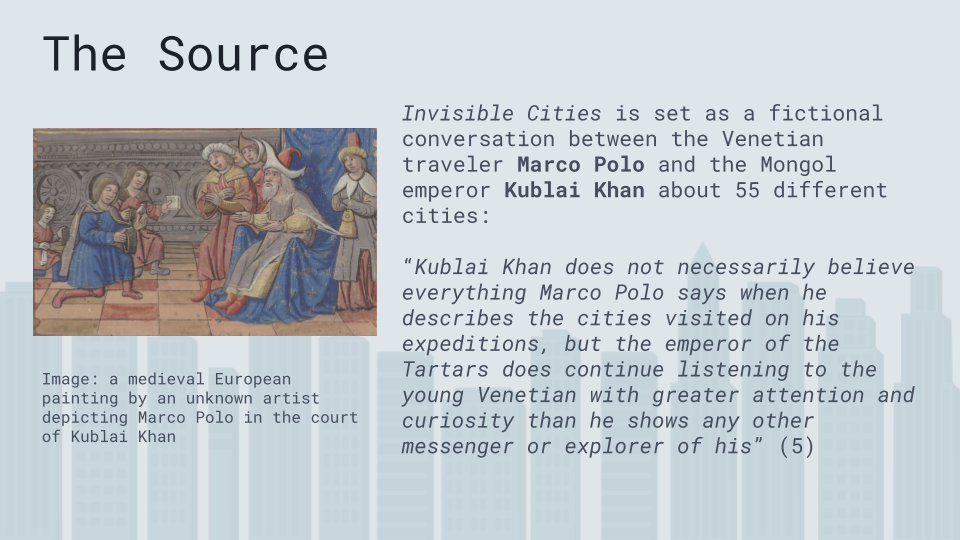 The Source
Invisible Cities is set as a fictional
conversation between the Venetian
traveler Marco Polo and the Mongol
emperor Kublai Khan about 55 different
cities:
“Kublai Khan does not necessarily believe
everything Marco Polo says when he
describes the cities visited on his
expeditions, but the emperor of the
Tartars does continue listening to the
young Venetian with greater attention and
curiosity than he shows any other
messenger or explorer of his” (5)
Image: a medieval European
painting by an unknown artist
depicting Marco Polo in the court
of Kublai Khan